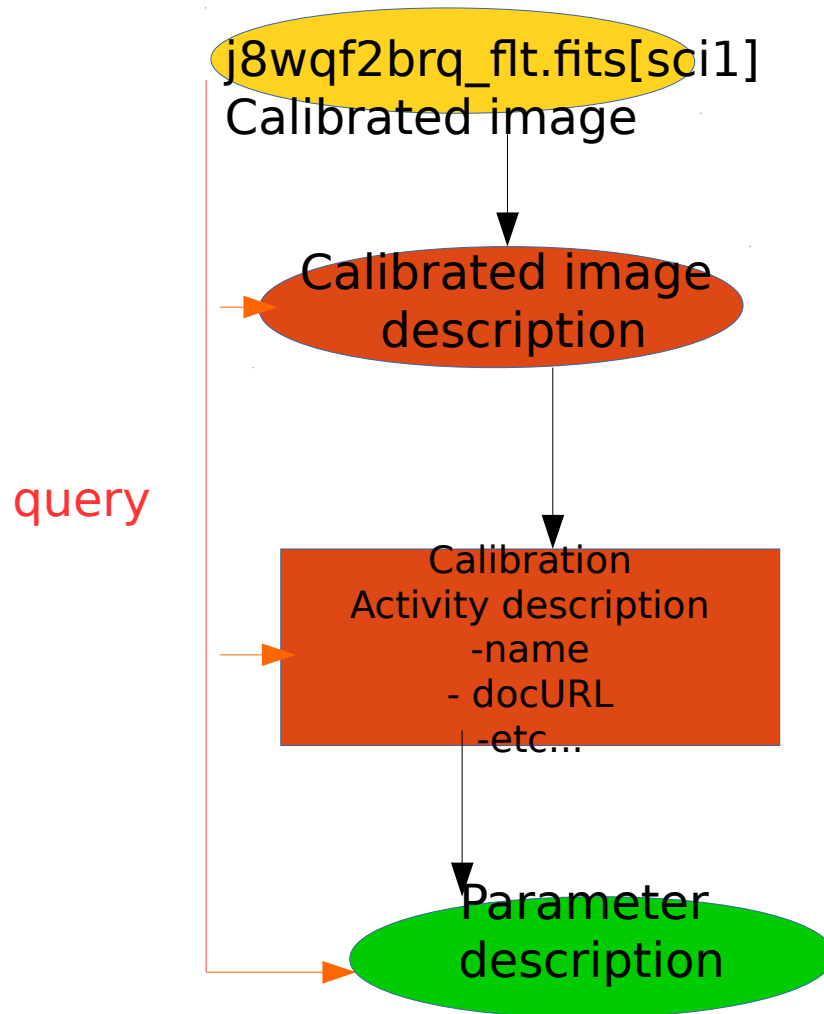 j8wqf2brq_flt.fits[sci1]
Calibrated image
Calibrated image
description
query
Calibration
Activity description
-name
- docURL
-etc...
Parameter
description